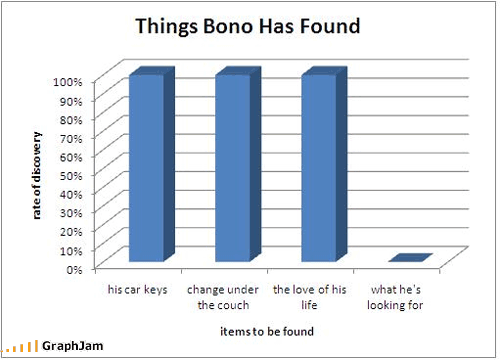 Things Bono Has Found
100%
90%
80%
70%
60%
50%
40%
30%
20%
10%
0%
rate of discovery
his car keys
change under
the couch
the love of his
life
what he's
looking for
items to be found
GraphJam